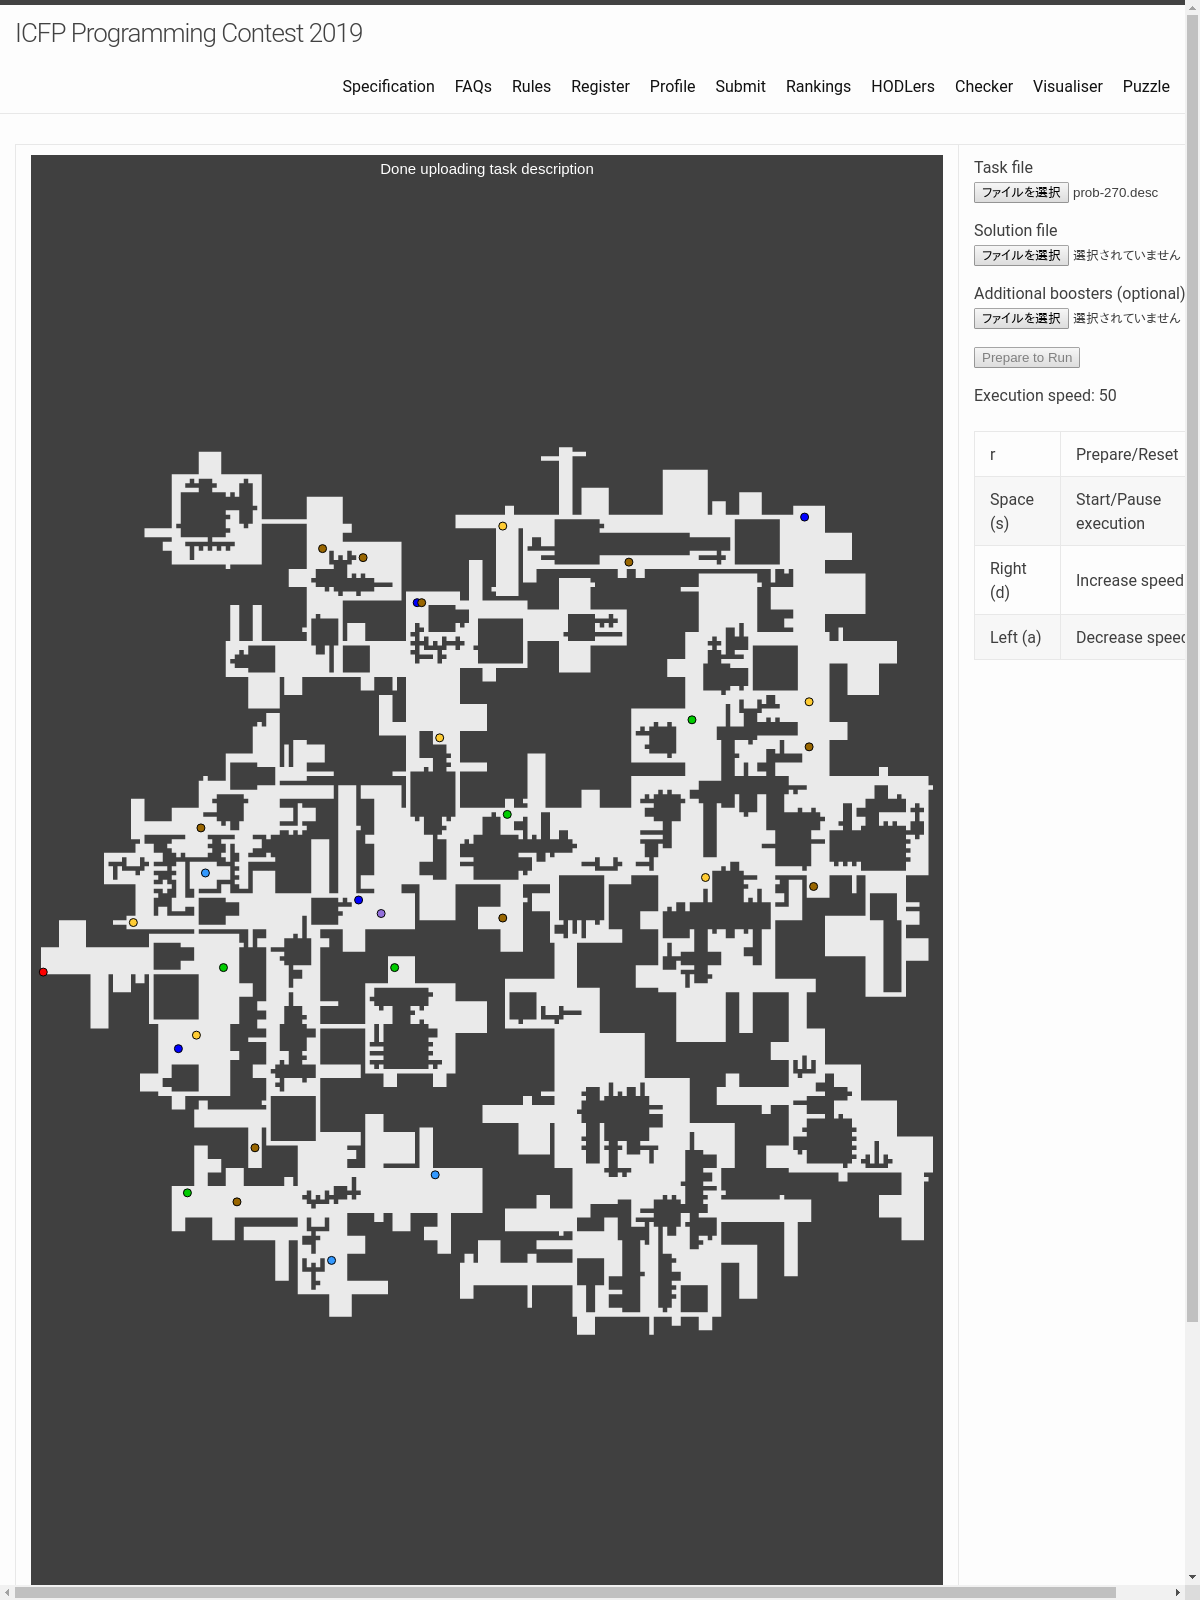 ICFP Programming Contest 2019
Specification FAQs Rules Register Profile Submit Rankings HODLers Checker Visualiser Puzzle
Done uploading task description
Task file
ファイルを選択 prob-270.desc
Solution file
ファイルを選択 選択されていません
Additional boosters (optional)
ファイルを選択 選択されていません
Prepare to Run
Execution speed: 50
r Prepare/Reset
Space Start/Pause
(s) execution
Right Increase speed
(d)
Left (a) Decrease speed